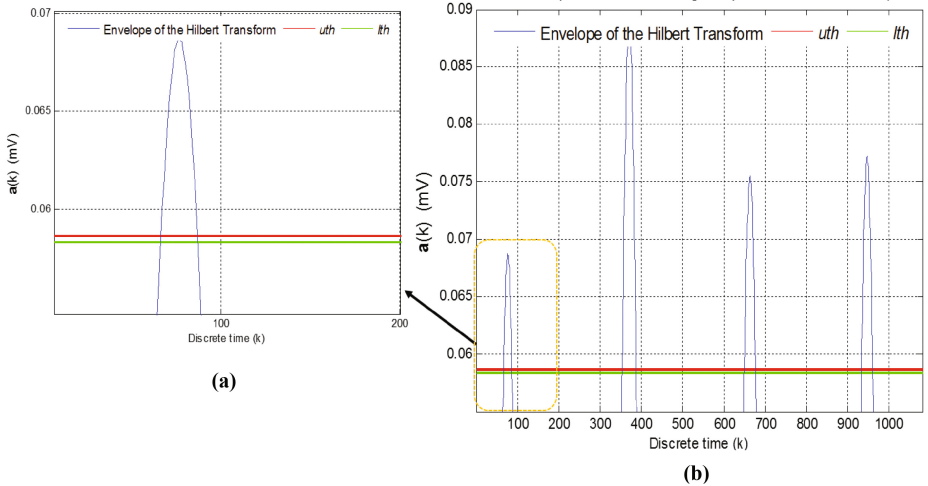 (a)
0.07
Envelope of the Hilbert Transform uth lth
0.065
0.06
a(k) (mV)
100 200
Discrete time (k)
(a)
0.09
Envelope of the Hilbert Transform uth lth
0.085
0.08
0.075
0.07
0.065
0.06
a(k) (mV)
100 200 300 400 500 600 700 800 900 1000
Discrete time (k)
(b)